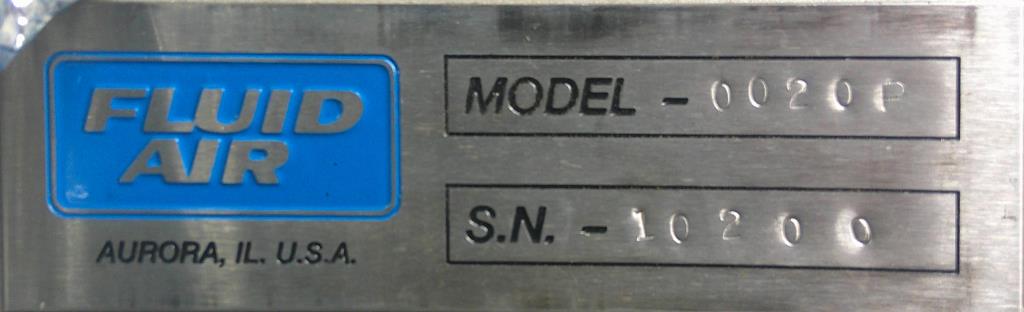 FLUID
AIR
AURORA, IL. U.S.A.
MODEL - 0020P
S.N. - 10200